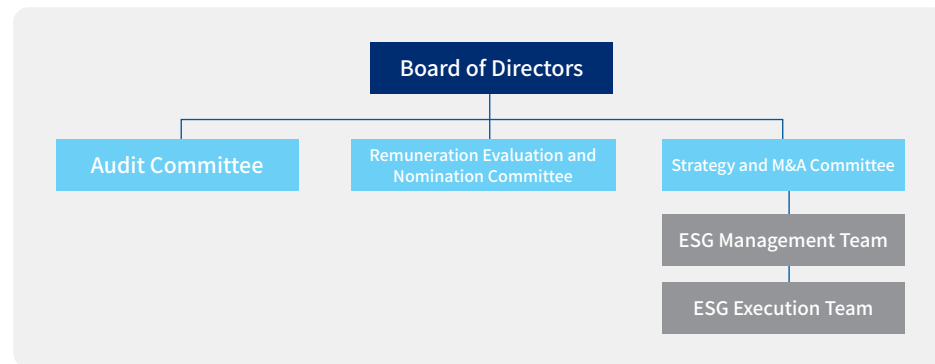 Board of Directors
Audit Committee
Remuneration Evaluation and
Nomination Committee
Strategy and M&A Committee
ESG Management Team
ESG Execution Team